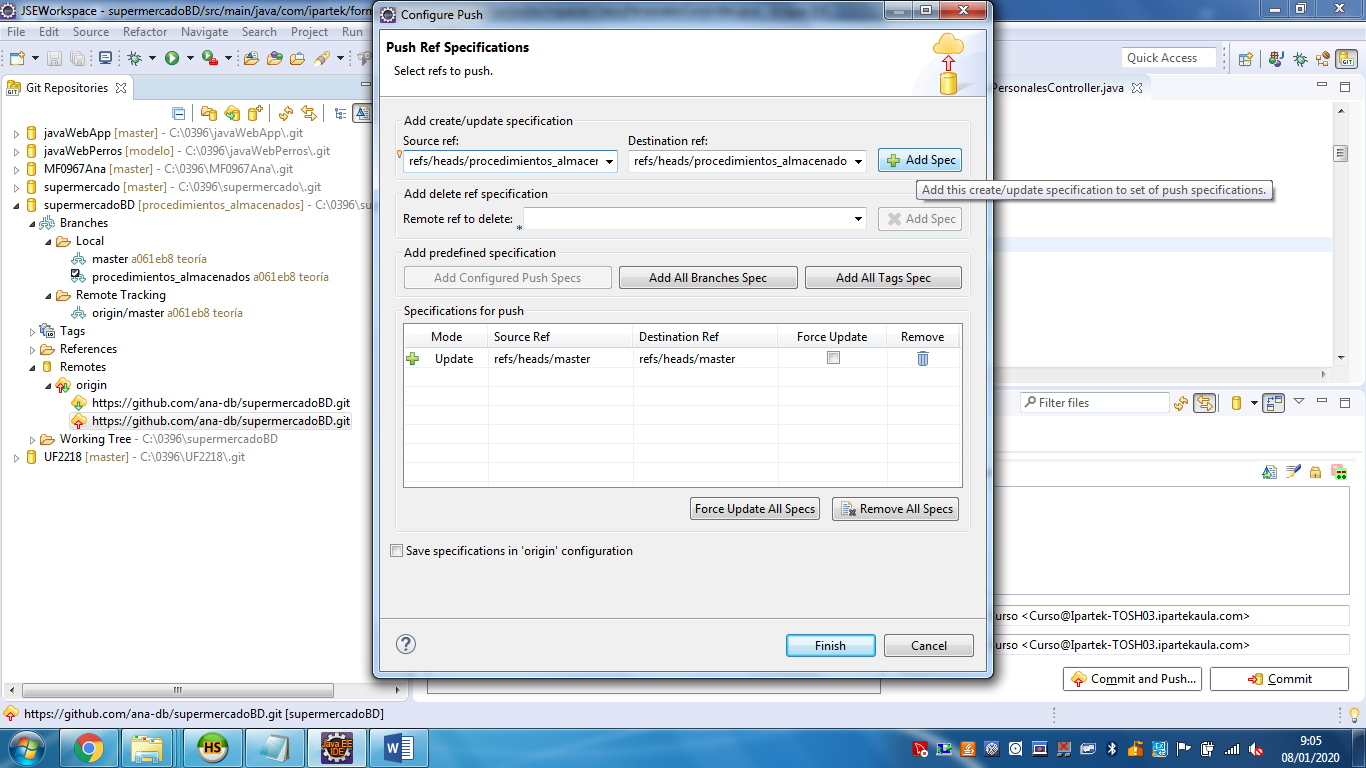 JSEWorkspace - supermercadoBD/src/main/java/com/ipartek/form
File Edit Source Refactor Navigate Search Project Run
Quick Access
Git Repositories
javaWebApp [master] - C:\0396\javaWebApp\.git
javaWebPerros [modelo] - C:\0396\javaWebPerros\.git
MF0967Ana [master] - C:\0396\MF0967Ana\.git
supermercado [master] - C:\0396\supermercado\.git
supermercadoBD [procedimientos_almacenados] - C:\0396\su
Branches
Local
master a061eb8 teoría
procedimientos_almacenados a061eb8 teoría
Remote Tracking
origin/master a061eb8 teoría
Tags
References
Remotes
origin
https://github.com/ana-db/supermercadoBD.git
https://github.com/ana-db/supermercadoBD.git
Working Tree - C:\0396\supermercadoBD
UF2218 [master] - C:\0396\UF2218\.git
Configure Push
Push Ref Specifications
Select refs to push.
Add create/update specification
Source ref: Destination ref:
refs/heads/procedimientos_almacer refs/heads/procedimientos_almacenado Add Spec
Add this create/update specification to set of push specifications.
Add delete ref specification
Remote ref to delete: Add Spec
Add predefined specification
Add Configured Push Specs Add All Branches Spec Add All Tags Spec
Specifications for push
Mode Source Ref Destination Ref Force Update Remove
Update refs/heads/master refs/heads/master
Force Update All Specs Remove All Specs
Save specifications in 'origin' configuration
Finish Cancel
PersonalesController.java
Filter files
urso <Curso@Ipartek-TOSH03.ipartekaula.com>
urso <Curso@Ipartek-TOSH03.ipartekaula.com>
Commit and Push... Commit
https://github.com/ana-db/supermercadoBD.git [supermercadoBD]
HS
Java EE
IDE
9:05
08/01/2020